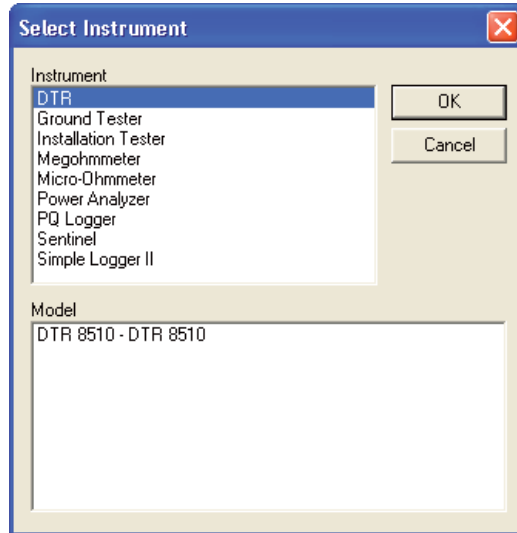 Select Instrument
Instrument
DTR
Ground Tester
Installation Tester
Megohmmeter
Micro-Ohmmeter
Power Analyzer
PQ Logger
Sentinel
Simple Logger II
OK
Cancel
Model
DTR 8510 - DTR 8510